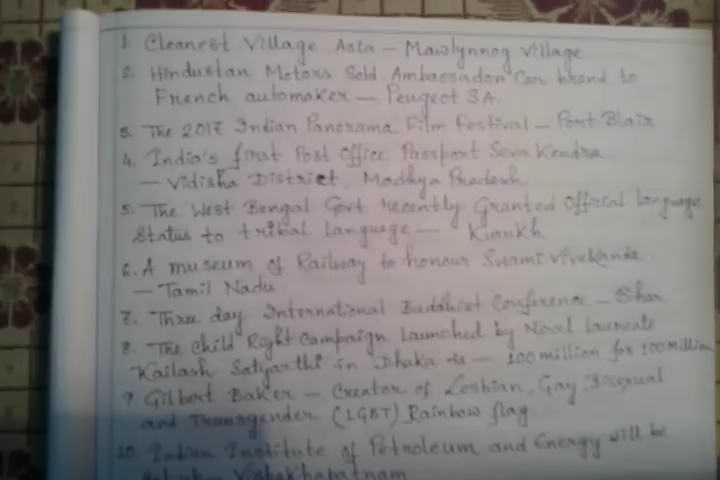 1. Cleanest Village Asia - Mawlynnog Village
2. Hindustan Motors Sold Ambassador Car brand to
French automaker - Peugeot SA.
3. The 2017 Indian Panorama Film Festival - Port Blair
4. India's first Post Office Passport Seva Kendra
- Vidisha District, Madhya Pradesh.
5. The West Bengal Govt recently Granted Official language
Status to tribal language -
6. A museum of Railway to honour Swami Vivekanda.
- Tamil Nadu
7. Three day International Buddhist Conference - Bihar
8. The Child Right Campaign Launched by Novel Laureate
Kailash Satyarthi in Dhaka is - 100 million for 100 Million
9. Gilbert Baker - Creator of Lesbian, Gay Bisexual
and Transgender (LGBT) Rainbow flag
10. Indian Institute of Petroleum and Energy will be
Vishakhapatnam